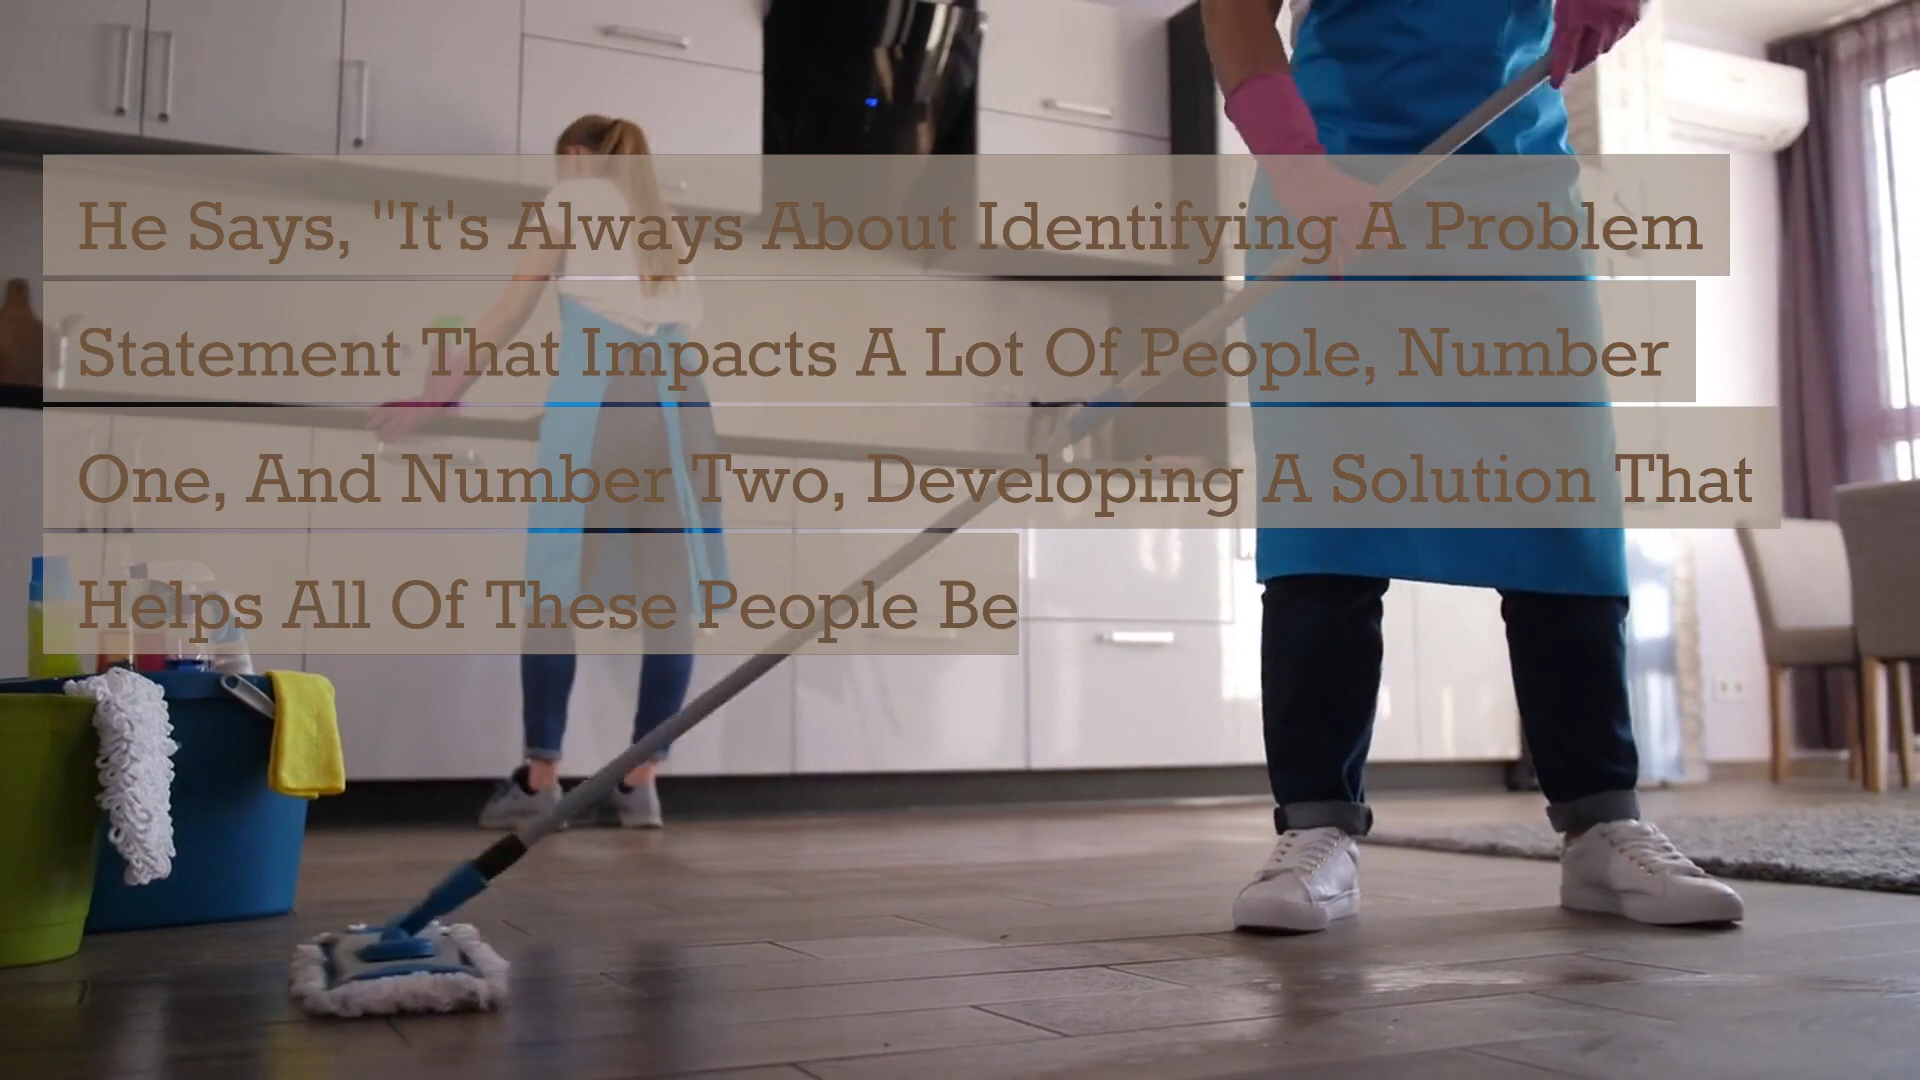 He Says, "It's Always About Identifying A Problem
Statement That Impacts A Lot Of People, Number
One, And Number Two, Developing A Solution That
Helps All Of These People Be